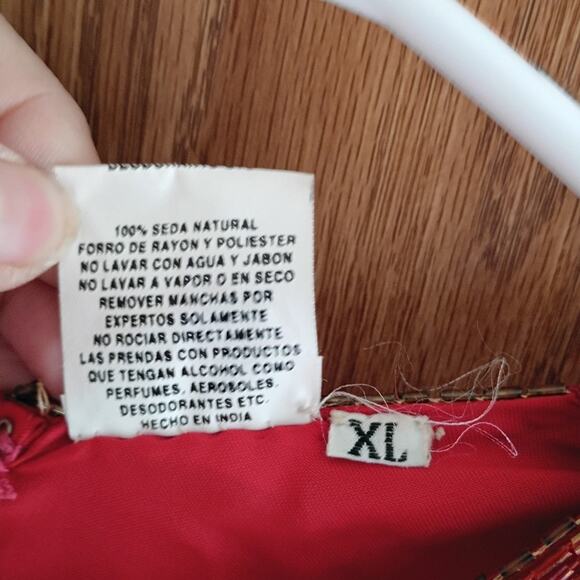 100% SEDA NATURAL
FORRO DE RAYON Y POLIESTER
NO LAVAR CON AGUA Y JABON
NO LAVAR A VAPOR O EN SECO
REMOVER MANCHAS POR
EXPERTOS SOLAMENTE
NO ROCIAR DIRECTAMENTE
LAS PRENDAS CON PRODUCTOS
QUE TENGAN ALCOHOL COMO
PERFUMES, AEROSOLES,
DESODORANTES ETC.
HECHO EN INDIA
XL